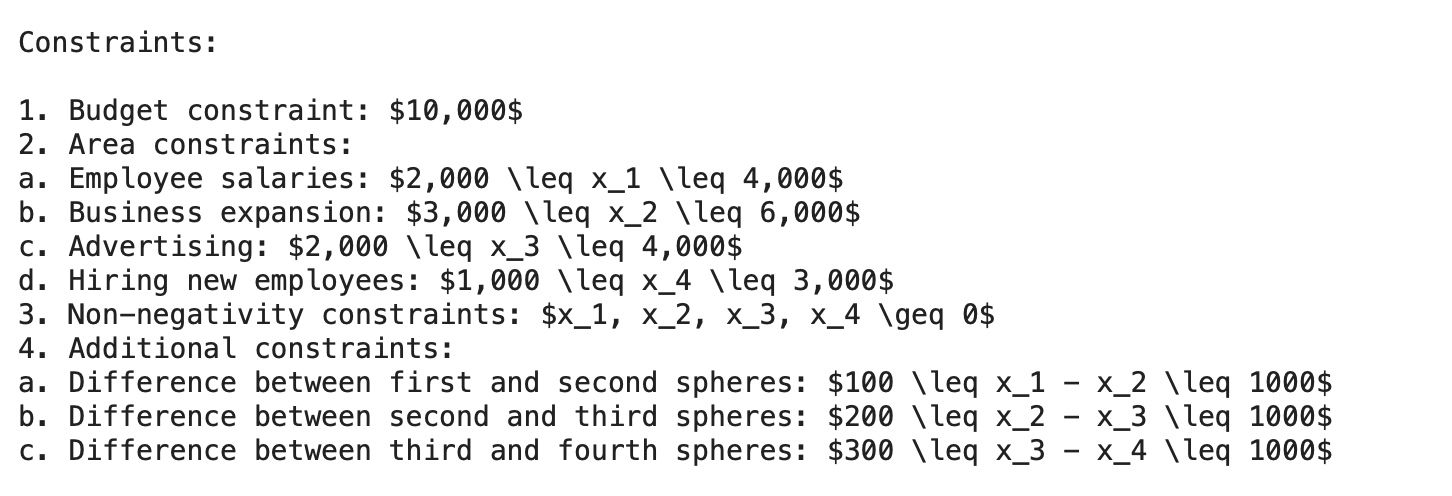 Constraints:
1. Budget constraint: $10,000$
2. Area constraints:
a. Employee salaries: $2,000 \leq x_1 \leq 4,000$
b. Business expansion: $3,000 \leq x_2 \leq 6,000$
c. Advertising: $2,000 \leq x_3 \leq 4,000$
d. Hiring new employees: $1,000 \leq x_4 \leq 3,000$
3. Non-negativity constraints: $x_1, x_2, x_3, x_4 \geq 0$
4. Additional constraints:
a. Difference between first and second spheres: $100 \leq x_1 - x_2 \leq 1000$
b. Difference between second and third spheres: $200 \leq x_2 - x_3 \leq 1000$
c. Difference between third and fourth spheres: $300 \leq x_3 - x_4 \leq 1000$